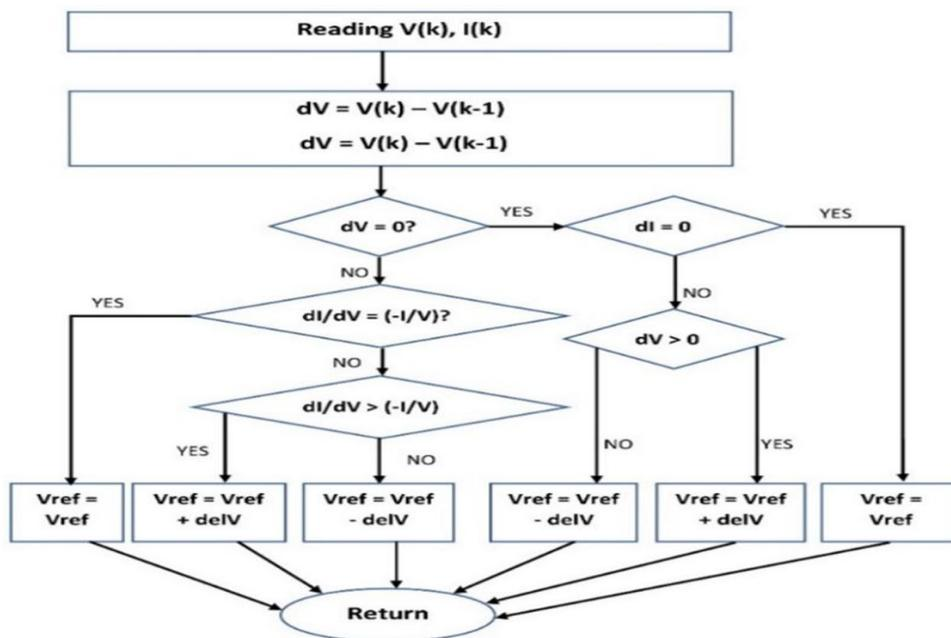 Reading V(k), I(k)
dV = V(k) – V(k-1)
dV = V(k) – V(k-1)
dV = 0?
YES
dI = 0
YES
NO
NO
YES
dI/dV = (-I/V)?
dV > 0
NO
dI/dV > (-I/V)
YES
NO
NO
YES
Vref =
Vref
Vref = Vref
+ delV
Vref = Vref
- delV
Vref = Vref
- delV
Vref = Vref
+ delV
Vref =
Vref
Return